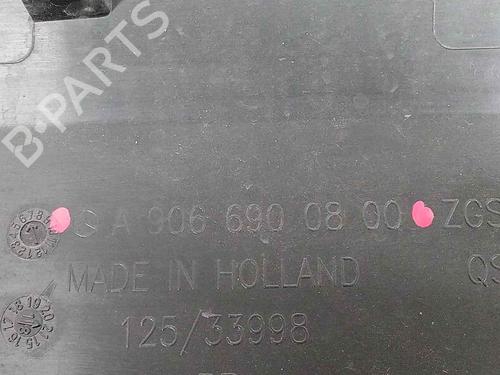 B-PARTS
Q A 906 690 08 00 ZGS
MADE IN HOLLAND QS
125/33998